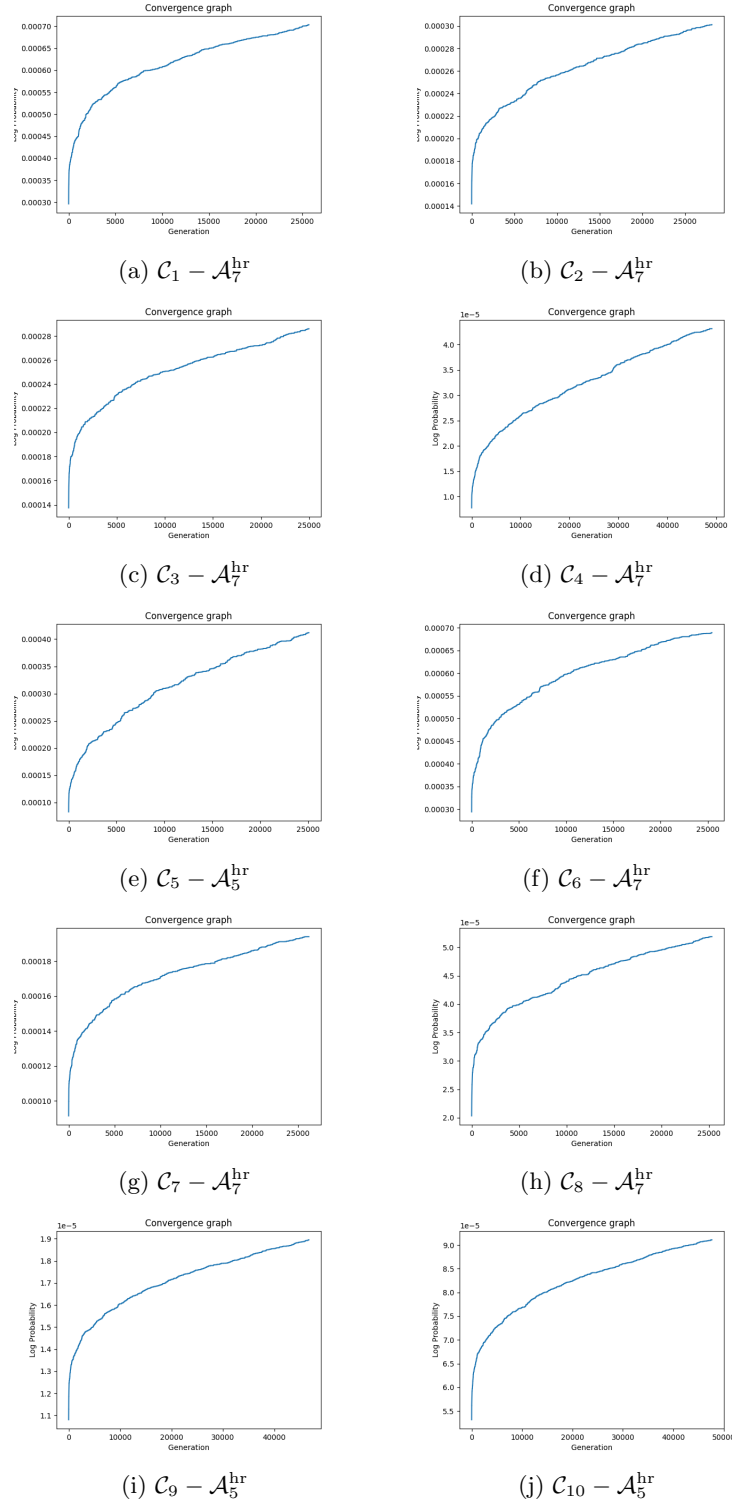 Convergence graph
0.00070
0.00065
0.00060
0.00055
0.00050
0.00045
0.00040
0.00035
0.00030
Log Probability
0 5000 10000 15000 20000 25000
Generation
(a) C₁ − A₇ʰʳ
Convergence graph
0.00030
0.00028
0.00026
0.00024
0.00022
0.00020
0.00018
0.00016
0.00014
Log Probability
0 5000 10000 15000 20000 25000
Generation
(b) C₂ − A₇ʰʳ
Convergence graph
0.00028
0.00026
0.00024
0.00022
0.00020
0.00018
0.00016
0.00014
Log Probability
0 5000 10000 15000 20000 25000
Generation
(c) C₃ − A₇ʰʳ
1e−5
Convergence graph
4.0
3.5
3.0
2.5
2.0
1.5
1.0
Log Probability
0 10000 20000 30000 40000 50000
Generation
(d) C₄ − A₇ʰʳ
Convergence graph
0.00040
0.00035
0.00030
0.00025
0.00020
0.00015
0.00010
Log Probability
0 5000 10000 15000 20000 25000
Generation
(e) C₅ − A₅ʰʳ
Convergence graph
0.00070
0.00065
0.00060
0.00055
0.00050
0.00045
0.00040
0.00035
0.00030
Log Probability
0 5000 10000 15000 20000 25000
Generation
(f) C₆ − A₇ʰʳ
Convergence graph
0.00018
0.00016
0.00014
0.00012
0.00010
Log Probability
0 5000 10000 15000 20000 25000
Generation
(g) C₇ − A₇ʰʳ
1e−5
Convergence graph
5.0
4.5
4.0
3.5
3.0
2.5
2.0
Log Probability
0 5000 10000 15000 20000 25000
Generation
(h) C₈ − A₇ʰʳ
1e−5
Convergence graph
1.9
1.8
1.7
1.6
1.5
1.4
1.3
1.2
1.1
Log Probability
0 10000 20000 30000 40000
Generation
(i) C₉ − A₅ʰʳ
1e−5
Convergence graph
9.0
8.5
8.0
7.5
7.0
6.5
6.0
5.5
Log Probability
0 10000 20000 30000 40000 50000
Generation
(j) C₁₀ − A₅ʰʳ